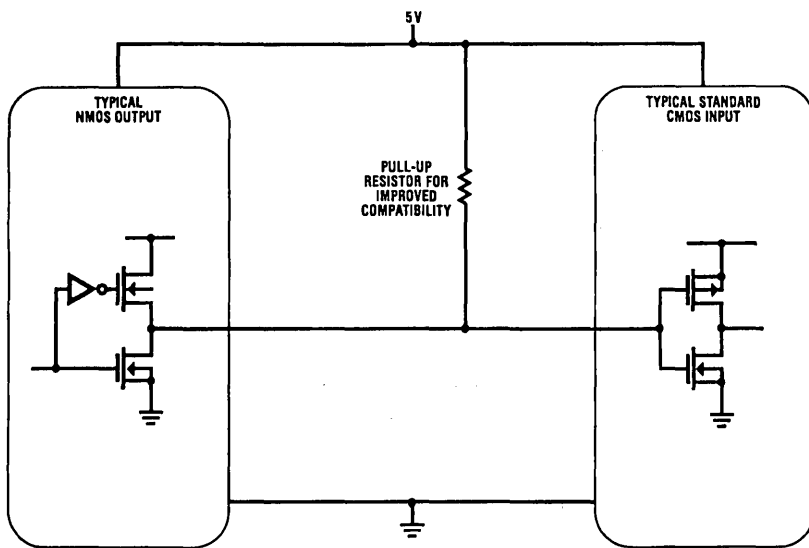 5V
TYPICAL
NMOS OUTPUT
TYPICAL STANDARD
CMOS INPUT
PULL-UP
RESISTOR FOR
IMPROVED
COMPATIBILITY